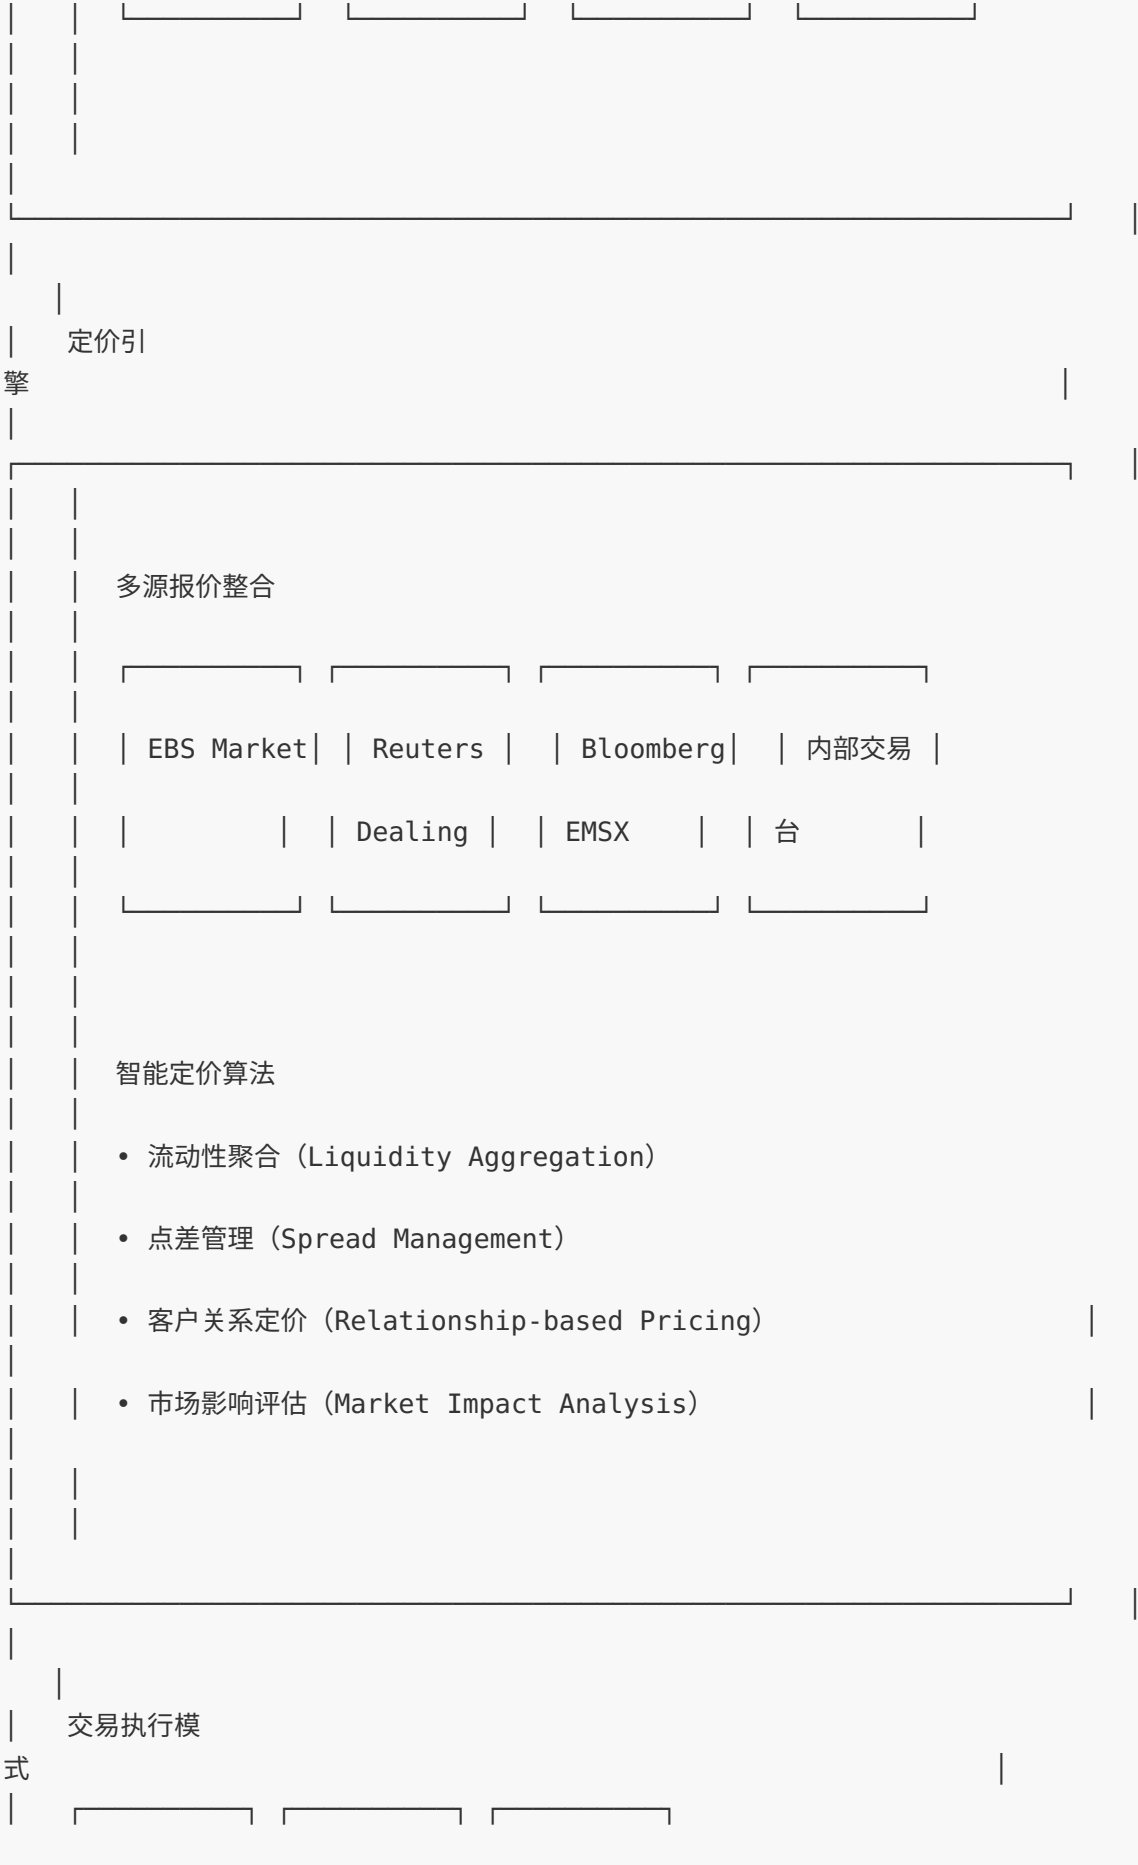 定价引
擎
多源报价整合
EBS Market Reuters Bloomberg 内部交易
Dealing EMSX 台
智能定价算法
• 流动性聚合（Liquidity Aggregation）
• 点差管理（Spread Management）
• 客户关系定价（Relationship-based Pricing）
• 市场影响评估（Market Impact Analysis）
交易执行模
式